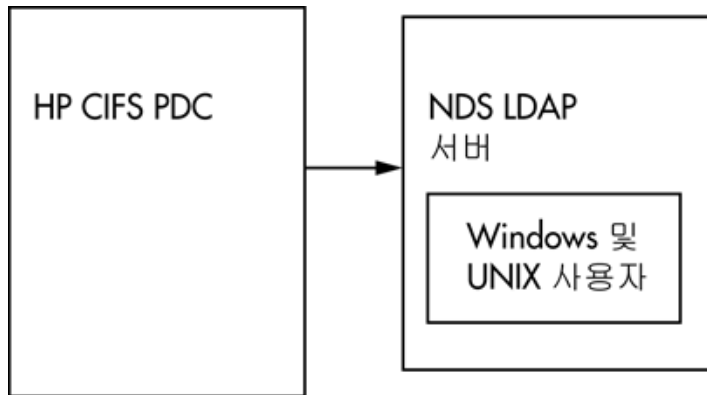 HP CIFS PDC
NDS LDAP
서버
Windows 및
UNIX 사용자